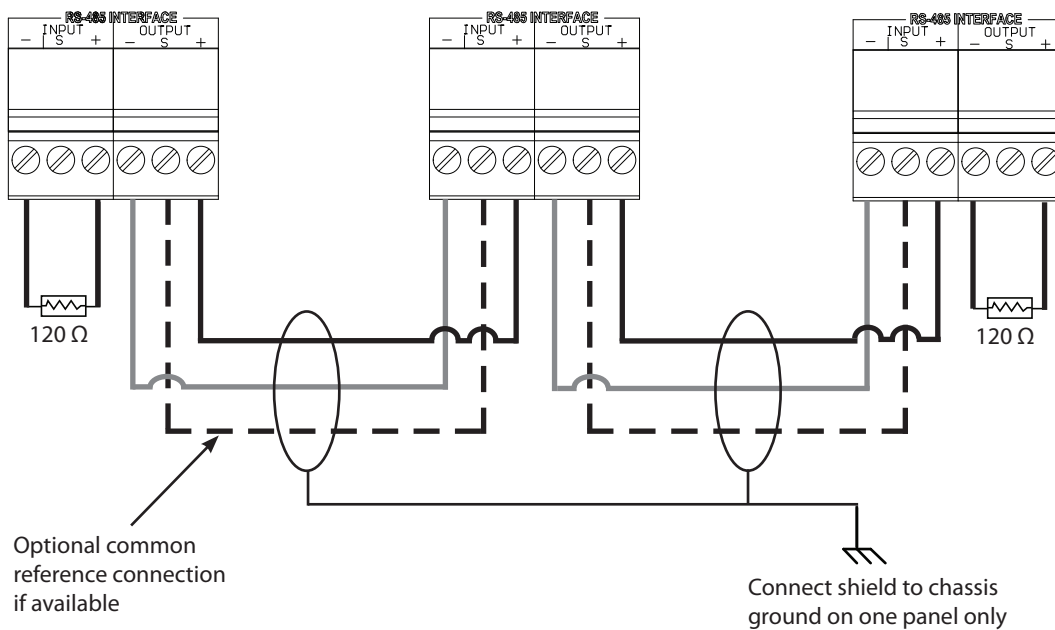 RS-485 INTERFACE
INPUT OUTPUT
− S + − S +
RS-485 INTERFACE
INPUT OUTPUT
− S + − S +
RS-485 INTERFACE
INPUT OUTPUT
− S + − S +
120 Ω
120 Ω
Optional common
reference connection
if available
Connect shield to chassis
ground on one panel only